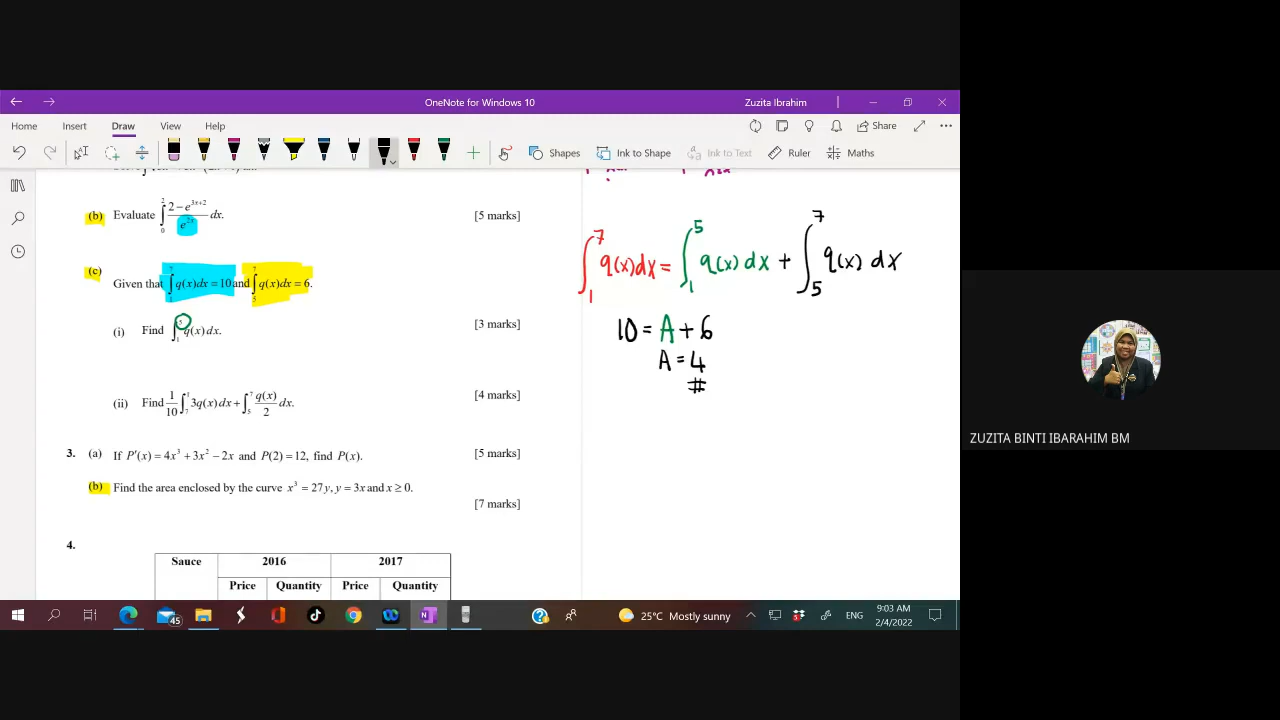 OneNote for Windows 10
Zuzita Ibrahim
Home Insert Draw View Help
Share
Shapes Ink to Shape Ink to Text Ruler Maths
(b) Evaluate ∫₀² (2 − e^(3x+2))/e^(2x) dx. [5 marks]
(c)
Given that ∫₁⁷ q(x)dx = 10 and ∫₅⁷ q(x)dx = 6.
(i) Find ∫₁⁵ q(x)dx. [3 marks]
(ii) Find 1/10 ∫₇¹ 3q(x)dx + ∫₅⁷ q(x)/2 dx. [4 marks]
3. (a) If P'(x) = 4x³ + 3x² − 2x and P(2) = 12, find P(x). [5 marks]
(b) Find the area enclosed by the curve x³ = 27y, y = 3x and x ≥ 0.
[7 marks]
4.
Sauce 2016 2017
Price Quantity Price Quantity
∫₁⁷ q(x)dx = ∫₁⁵ q(x)dx + ∫₅⁷ q(x)dx
10 = A + 6
A = 4
#
ZUZITA BINTI IBARAHIM BM
45
25°C Mostly sunny
5
ENG
9:03 AM
2/4/2022